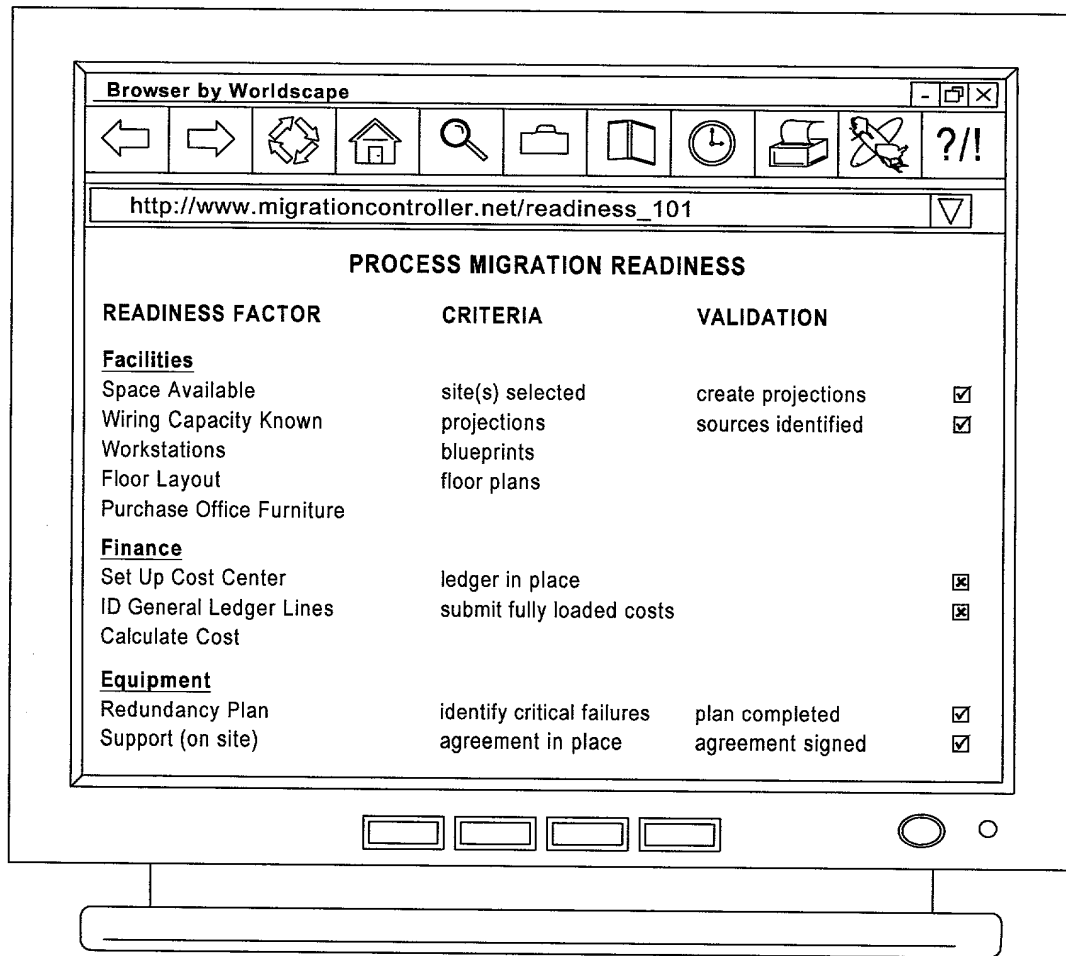 Browser by Worldscape
?/!
http://www.migrationcontroller.net/readiness_101
PROCESS MIGRATION READINESS
READINESS FACTOR CRITERIA VALIDATION
Facilities
Space Available site(s) selected create projections
Wiring Capacity Known projections sources identified
Workstations blueprints
Floor Layout floor plans
Purchase Office Furniture
Finance
Set Up Cost Center ledger in place
ID General Ledger Lines submit fully loaded costs
Calculate Cost
Equipment
Redundancy Plan identify critical failures plan completed
Support (on site) agreement in place agreement signed